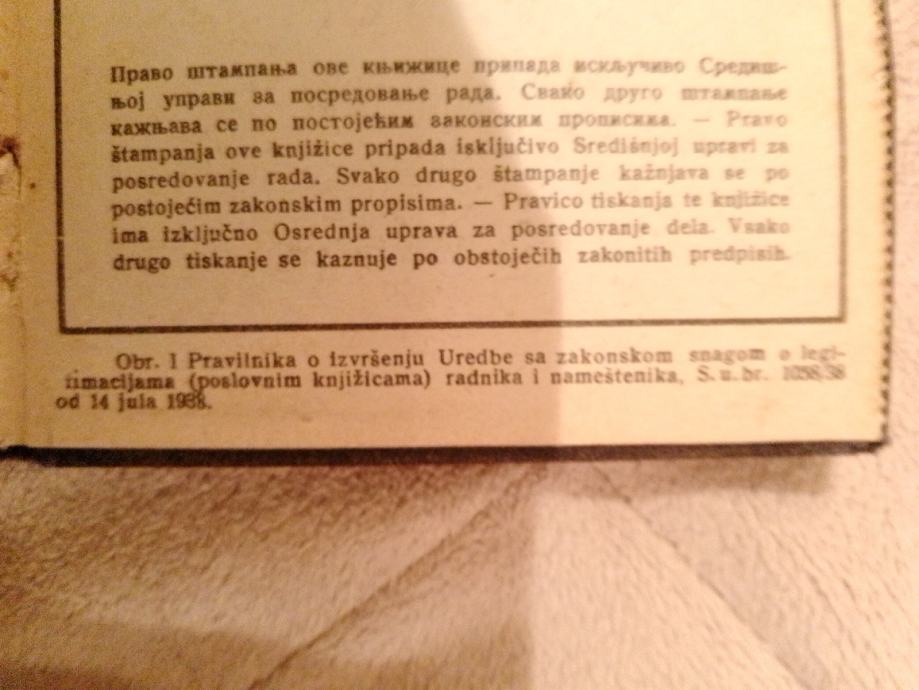 Право штампања ове књижице припада искључиво Средиш-
њој управи за посредовање рада. Свако друго штампање
кажњава се по постојећим законским прописима. — Pravo
štampanja ove knjižice pripada isključivo Središnjoj upravi za
posredovanje rada. Svako drugo štampanje kažnjava se po
postojećim zakonskim propisima. — Pravico tiskanja te knjižice
ima izključno Osrednja uprava za posredovanje dela. Vsako
drugo tiskanje se kaznuje po obstoječih zakonitih predpisih.
Obr. 1 Pravilnika o izvršenju Uredbe sa zakonskom snagom o legi-
timacijama (poslovnim knjižicama) radnika i nameštenika, S. u. br. 1058/38
od 14 jula 1938.